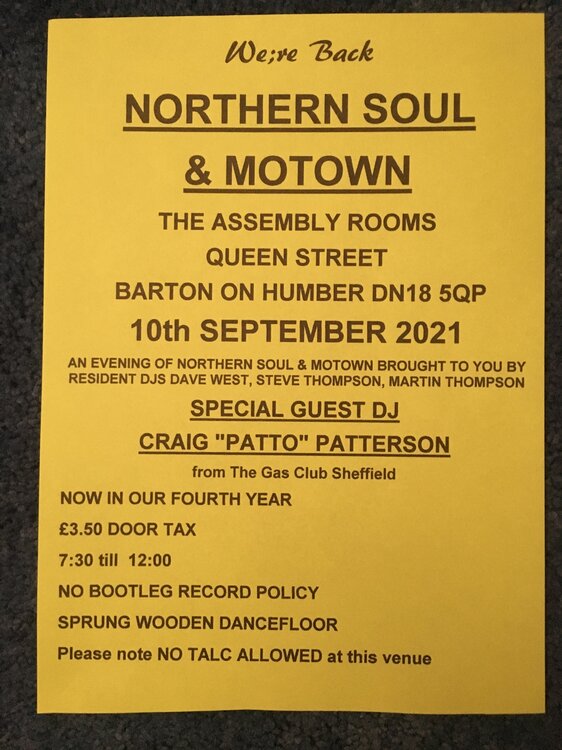 We;re Back
NORTHERN SOUL
& MOTOWN
THE ASSEMBLY ROOMS
QUEEN STREET
BARTON ON HUMBER DN18 5QP
10th SEPTEMBER 2021
AN EVENING OF NORTHERN SOUL & MOTOWN BROUGHT TO YOU BY
RESIDENT DJS DAVE WEST, STEVE THOMPSON, MARTIN THOMPSON
SPECIAL GUEST DJ
CRAIG "PATTO" PATTERSON
from The Gas Club Sheffield
NOW IN OUR FOURTH YEAR
£3.50 DOOR TAX
7:30 till 12:00
NO BOOTLEG RECORD POLICY
SPRUNG WOODEN DANCEFLOOR
Please note NO TALC ALLOWED at this venue